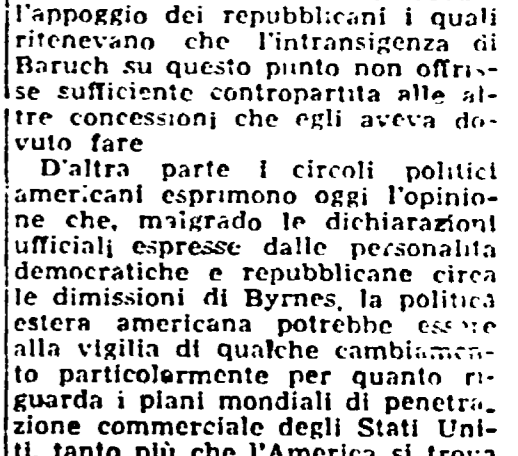 l'appoggio dei repubblicani i quali
ritenevano che l'intransigenza di
Baruch su questo punto non offris-
se sufficiente contropartita alle al-
tre concessioni che egli aveva do-
vuto fare
D'altra parte i circoli politici
americani esprimono oggi l'opinio-
ne che, malgrado le dichiarazioni
ufficiali espresse dalle personalità
democratiche e repubblicane circa
le dimissioni di Byrnes, la politica
estera americana potrebbe essere
alla vigilia di qualche cambiamen-
to particolarmente per quanto ri-
guarda i piani mondiali di penetra-
zione commerciale degli Stati Uni-
ti, tanto più che l'America si trova